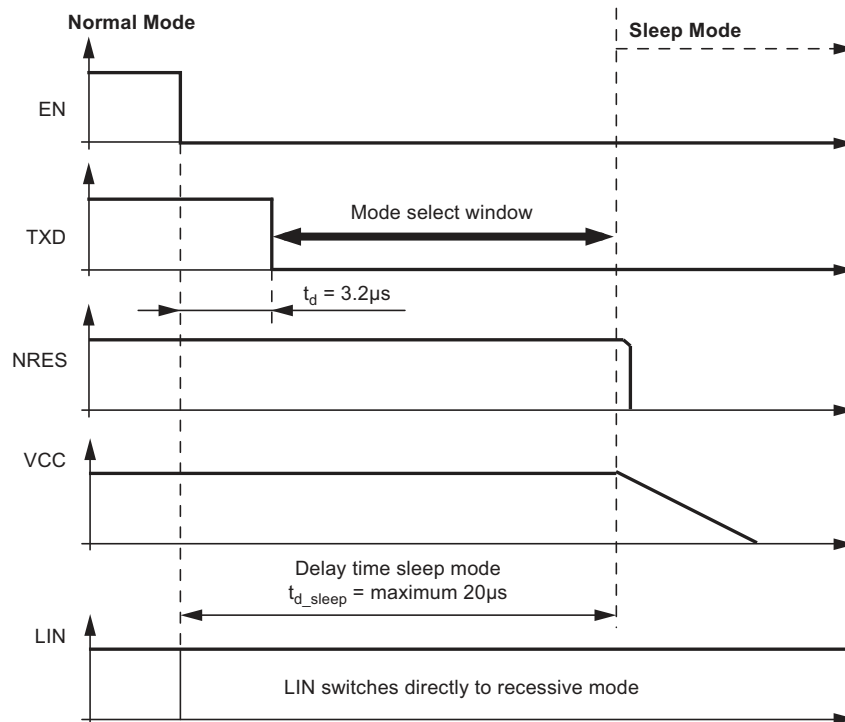 Normal Mode
Sleep Mode
EN
TXD
Mode select window
t_d = 3.2µs
NRES
VCC
Delay time sleep mode
t_d_sleep = maximum 20µs
LIN
LIN switches directly to recessive mode